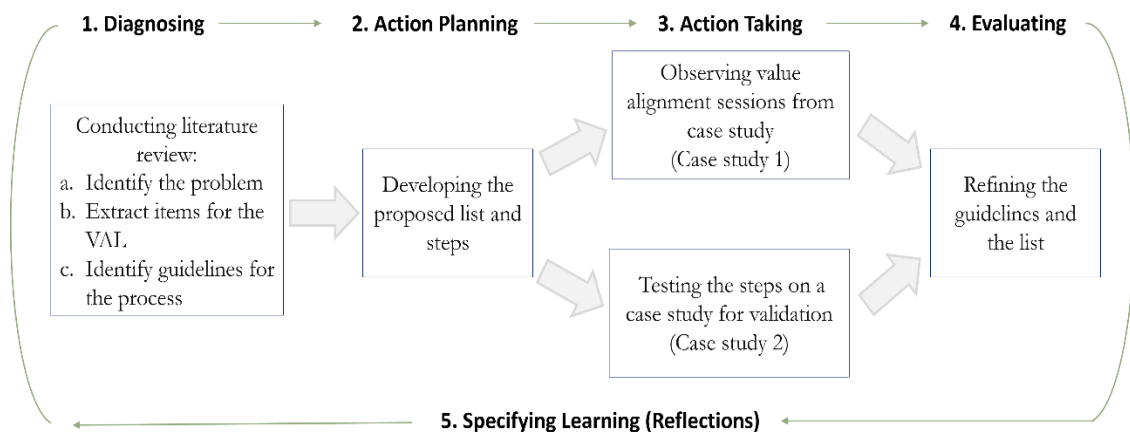 1. Diagnosing
2. Action Planning
3. Action Taking
4. Evaluating
Conducting literature
review:
a. Identify the problem
b. Extract items for the
VAL
c. Identify guidelines for
the process
Developing the
proposed list and
steps
Observing value
alignment sessions from
case study
(Case study 1)
Testing the steps on a
case study for validation
(Case study 2)
Refining the
guidelines and
the list
5. Specifying Learning (Reflections)